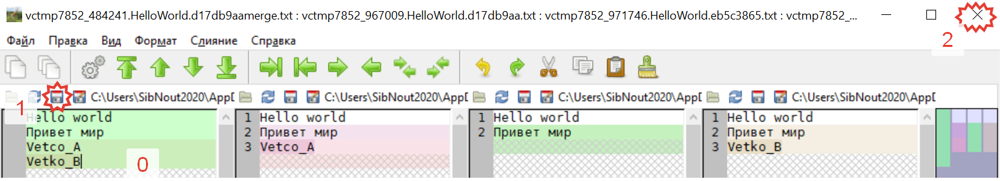 vctmp7852_484241.HelloWorld.d17db9aamerge.txt : vctmp7852_967009.HelloWorld.d17db9aa.txt : vctmp7852_971746.HelloWorld.eb5c3865.txt : vctmp7852_...
2
Файл Правка Вид Формат Слияние Справка
C:\Users\SibNout2020\AppD C:\Users\SibNout2020\AppD C:\Users\SibNout2020\AppD C:\Users\SibNout2020\AppD
1
Hello world 1 Hello world 1 Hello world 1 Hello world
Привет мир 2 Привет мир 2 Привет мир 2 Привет мир
Vetco_A 3 Vetco_A 3 Vetko_B
Vetko_B
0